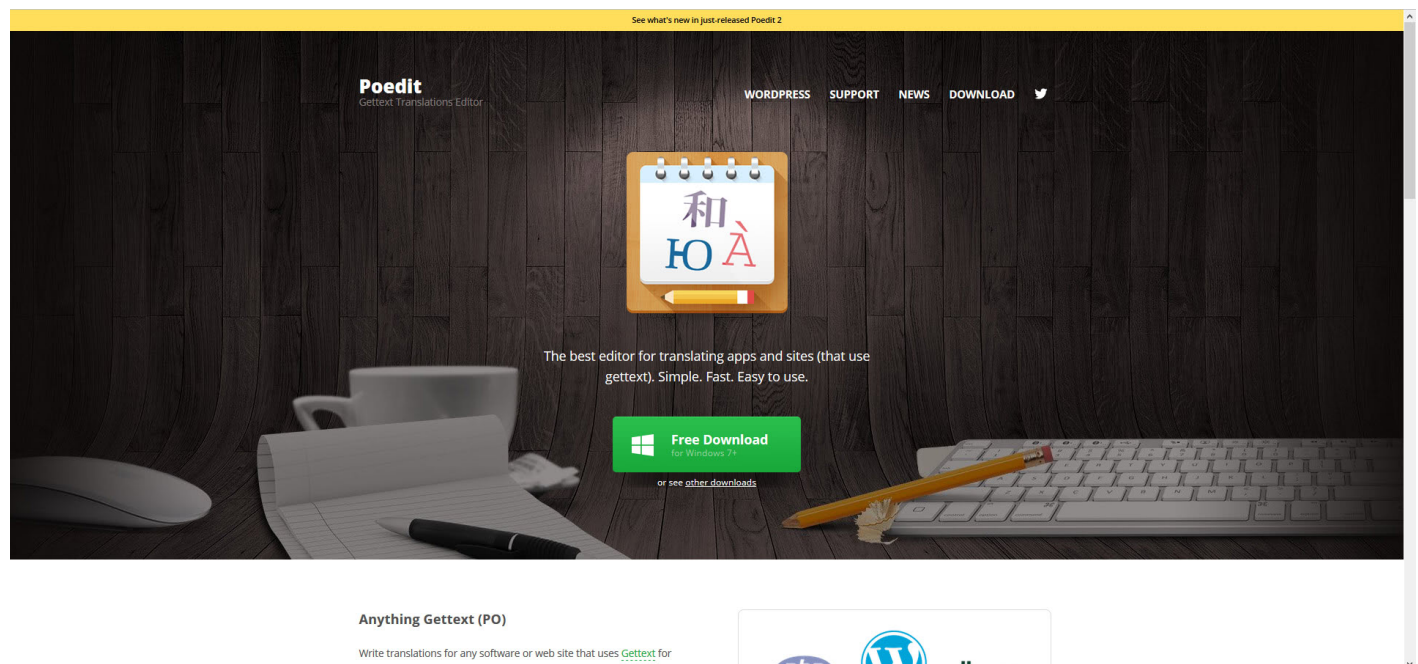 See what's new in just-released Poedit 2
Poedit
Gettext Translations Editor
WORDPRESS SUPPORT NEWS DOWNLOAD
和
Ю À
The best editor for translating apps and sites (that use
gettext). Simple. Fast. Easy to use.
Free Download
for Windows 7+
or see other downloads
Anything Gettext (PO)
Write translations for any software or web site that uses Gettext for